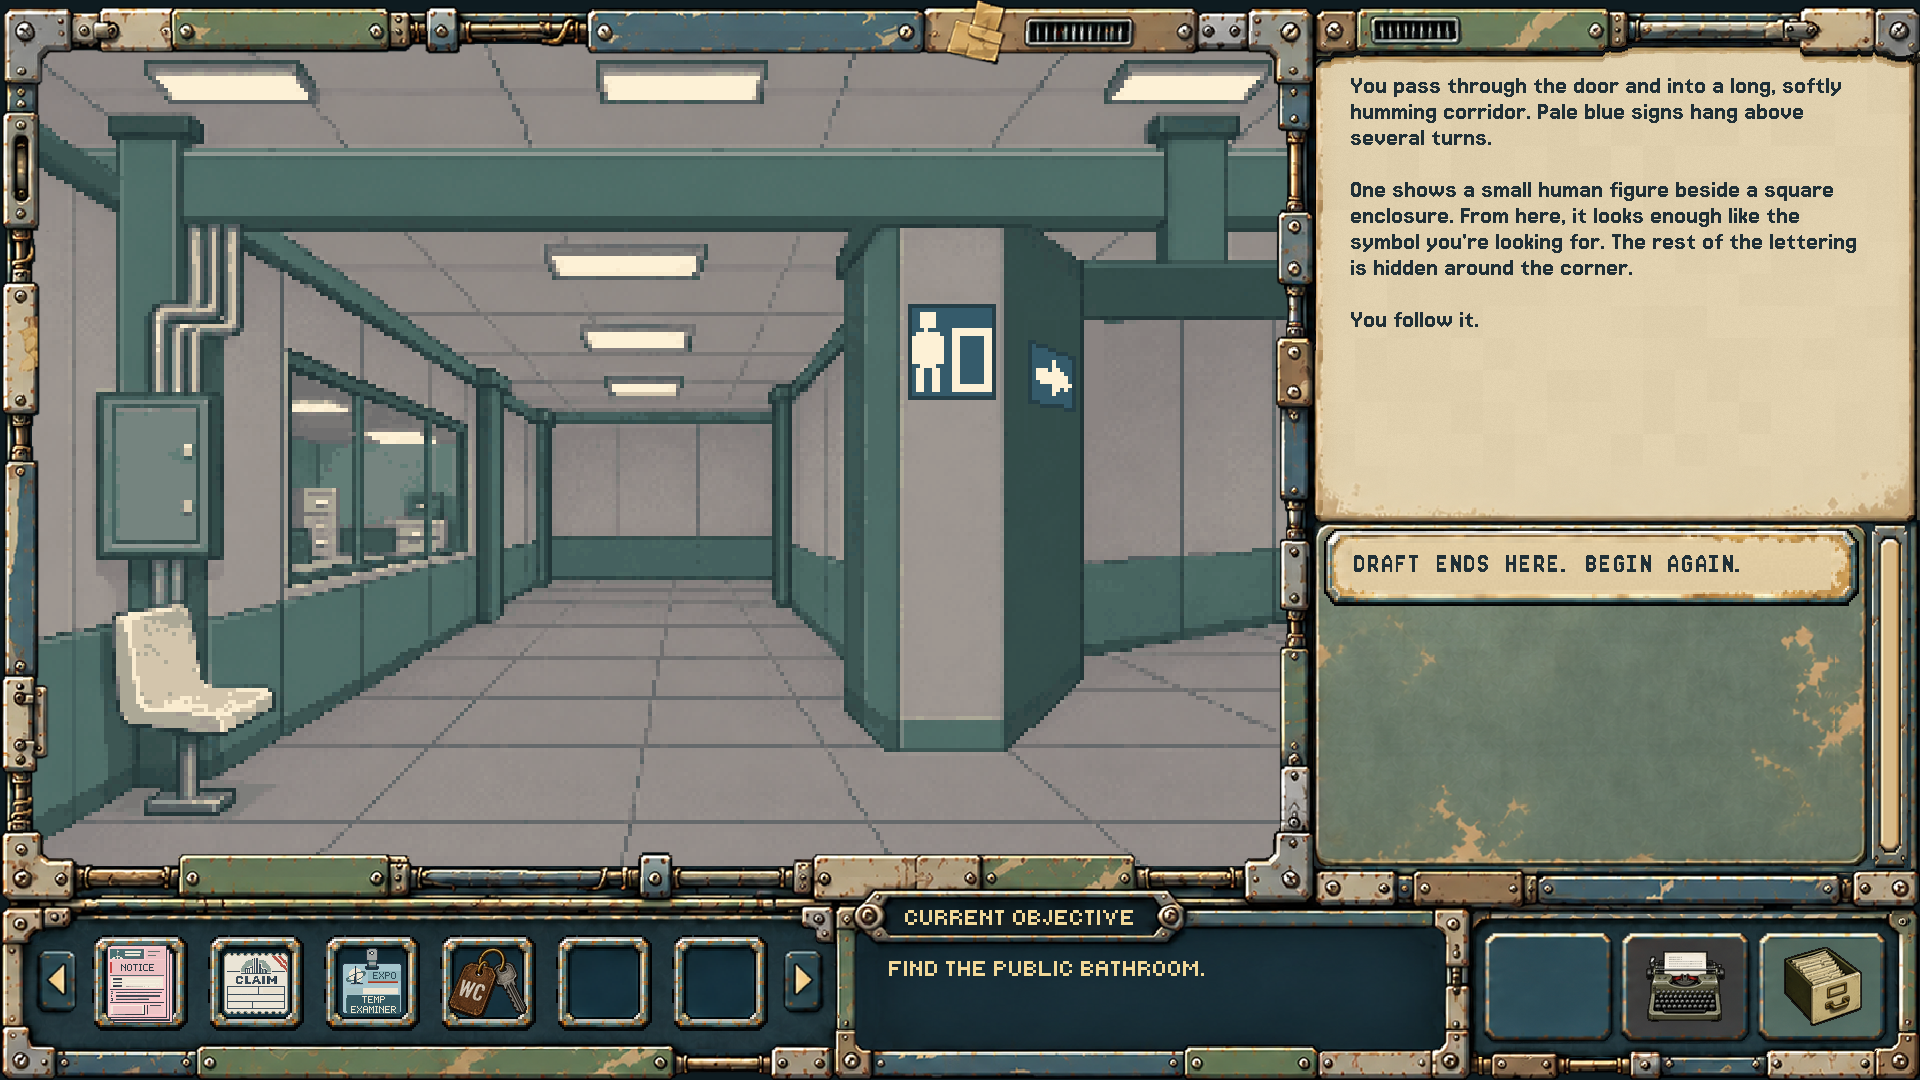 You pass through the door and into a long, softly
humming corridor. Pale blue signs hang above
several turns.
One shows a small human figure beside a square
enclosure. From here, it looks enough like the
symbol you're looking for. The rest of the lettering
is hidden around the corner.
You follow it.
DRAFT ENDS HERE. BEGIN AGAIN.
CURRENT OBJECTIVE
FIND THE PUBLIC BATHROOM.
NOTICE
CLAIM
EXPO
TEMP
EXAMINER
WC